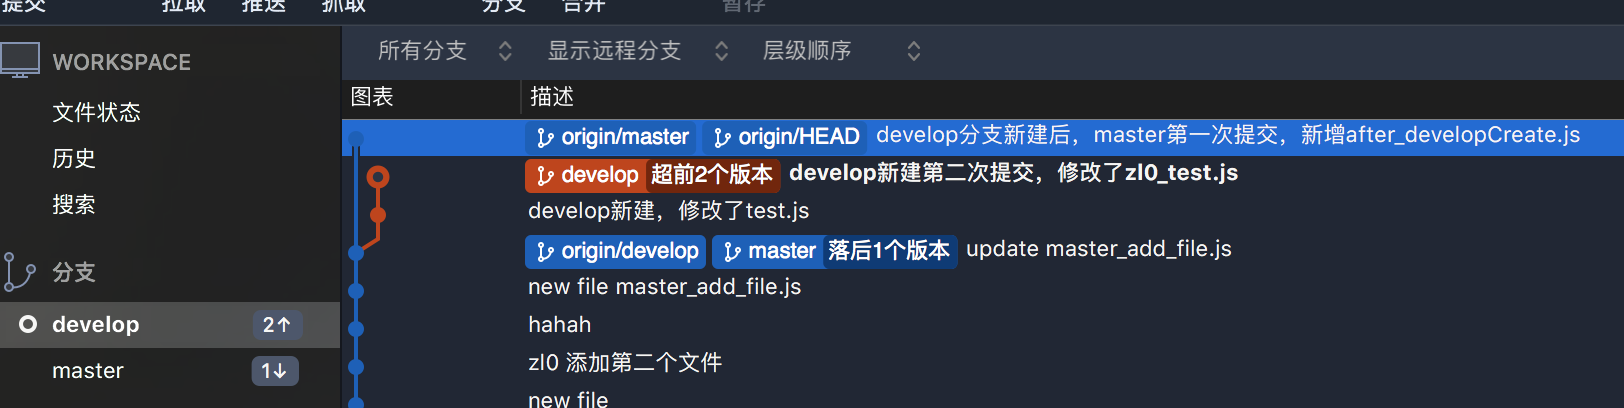 提交 拉取 推送 抓取 分支 合并 暂存
WORKSPACE
文件状态
历史
搜索
分支
develop 2↑
master 1↓
所有分支 显示远程分支 层级顺序
图表 描述
origin/master origin/HEAD develop分支新建后，master第一次提交，新增after_developCreate.js
develop 超前2个版本 develop新建第二次提交，修改了zl0_test.js
develop新建，修改了test.js
origin/develop master 落后1个版本 update master_add_file.js
new file master_add_file.js
hahah
zl0 添加第二个文件
new file